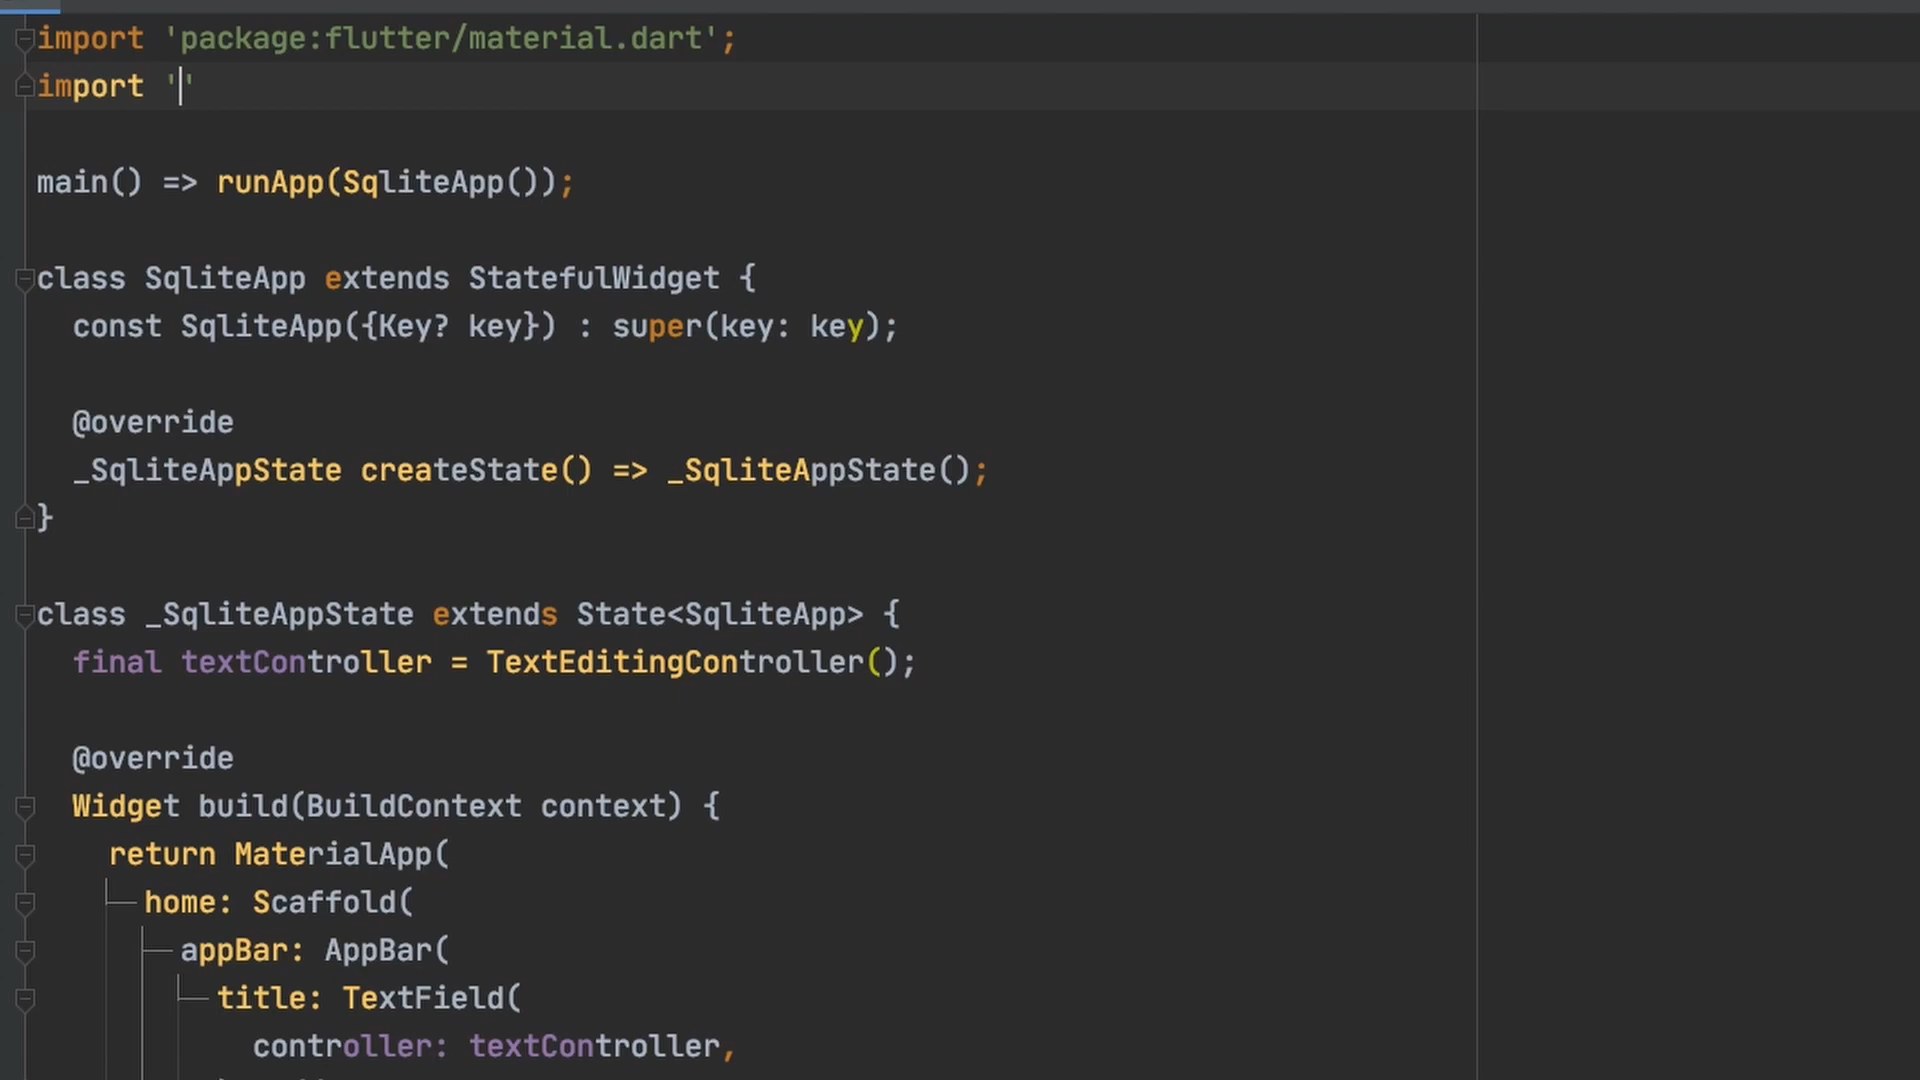 import 'package:flutter/material.dart';
import ''
main() => runApp(SqliteApp());
class SqliteApp extends StatefulWidget {
const SqliteApp({Key? key}) : super(key: key);
@override
_SqliteAppState createState() => _SqliteAppState();
}
class _SqliteAppState extends State<SqliteApp> {
final textController = TextEditingController();
@override
Widget build(BuildContext context) {
return MaterialApp(
home: Scaffold(
appBar: AppBar(
title: TextField(
controller: textController,